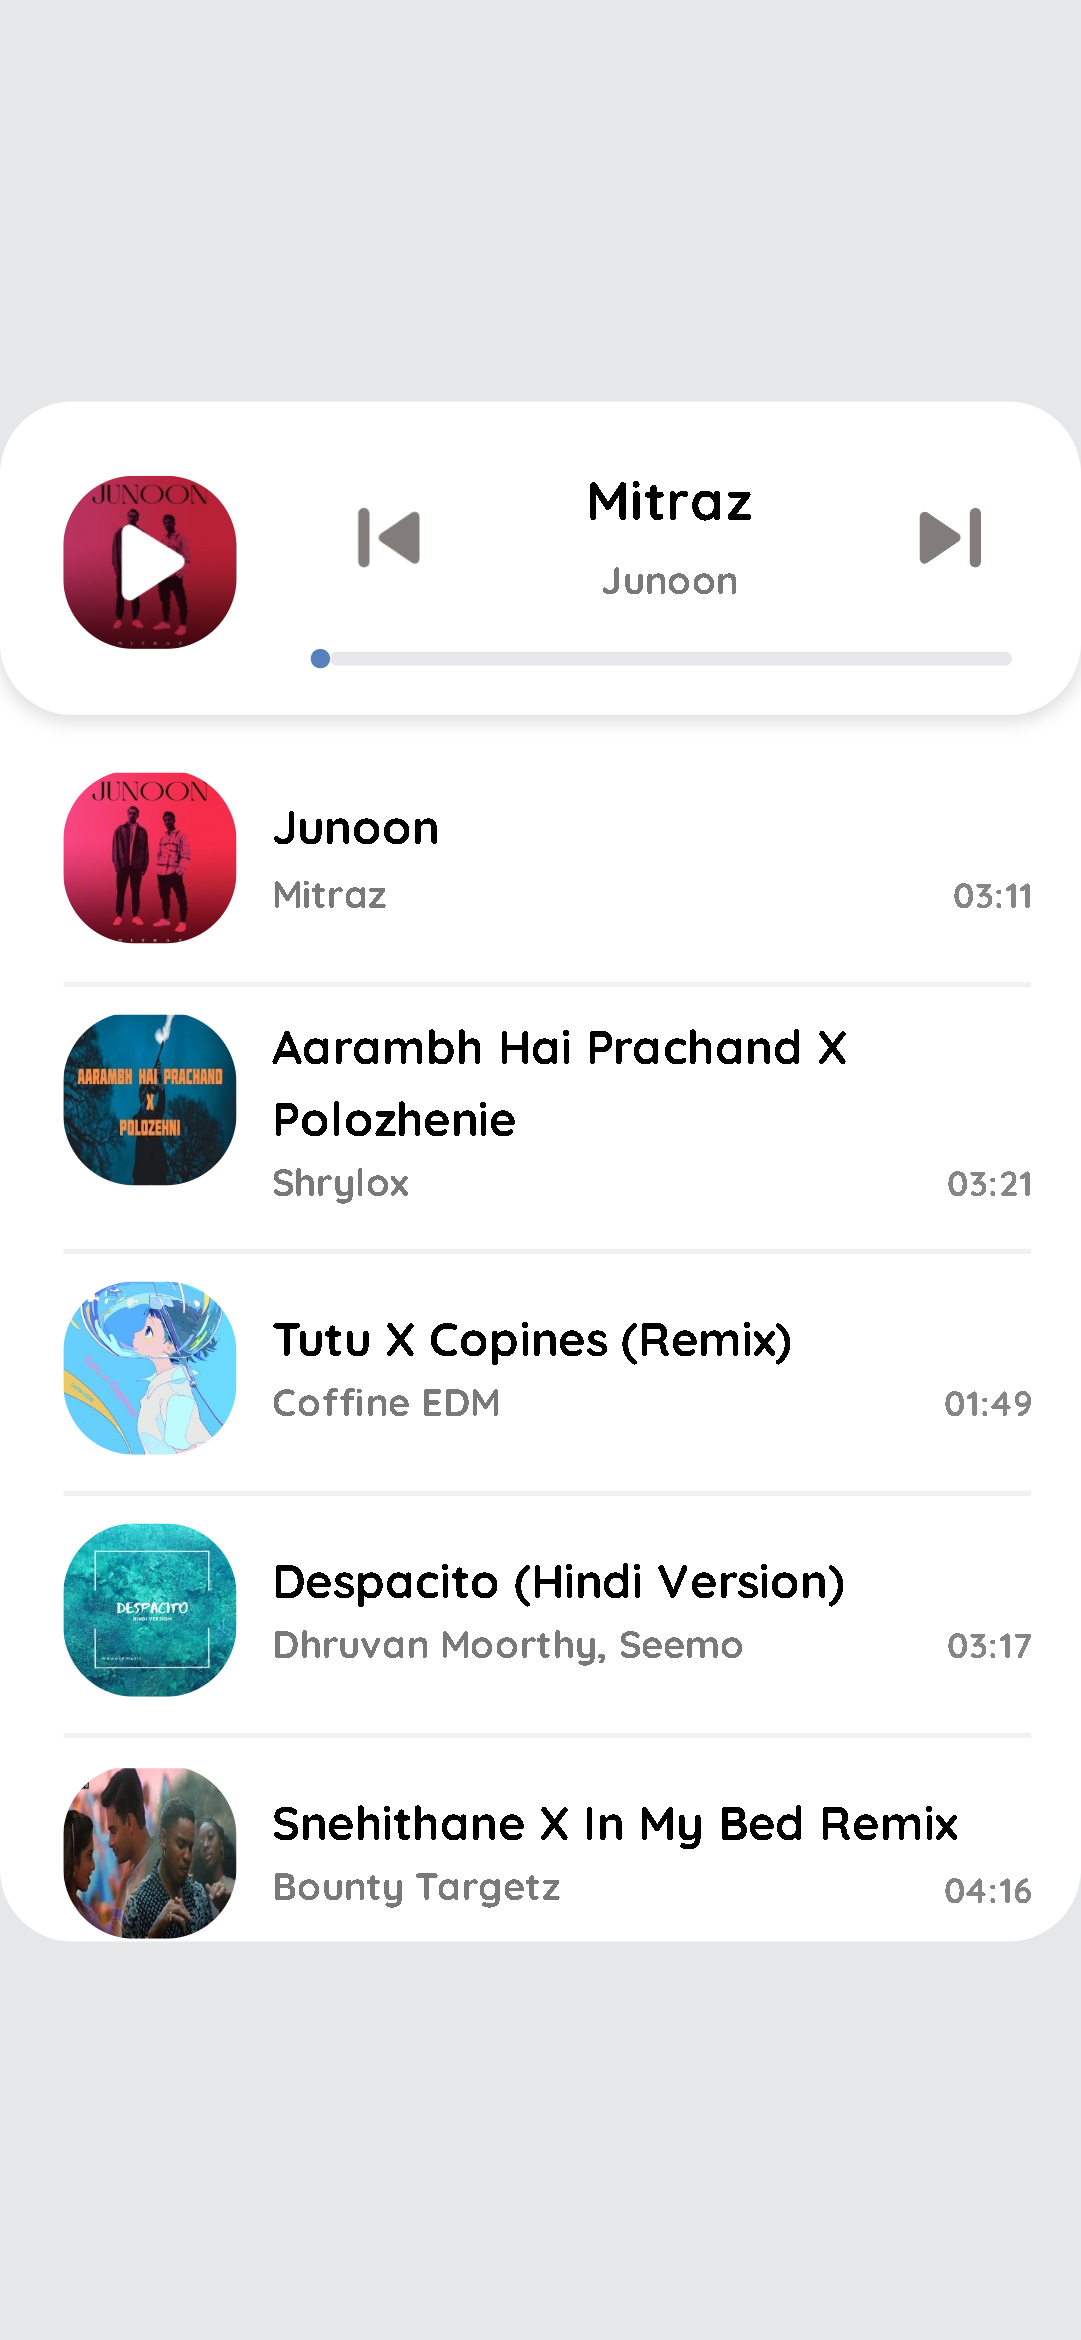 JUNOON
Mitraz
Junoon
JUNOON
MITRAZ
Junoon
Mitraz
03:11
AARAMBH HAI PRACHAND
X
POLOZEHNI
Aarambh Hai Prachand X
Polozhenie
Shrylox
03:21
Tutu X Copines (Remix)
Coffine EDM
01:49
DESPACITO
HINDI VERSION
Despacito (Hindi Version)
Dhruvan Moorthy, Seemo
03:17
Snehithane X In My Bed Remix
Bounty Targetz
04:16